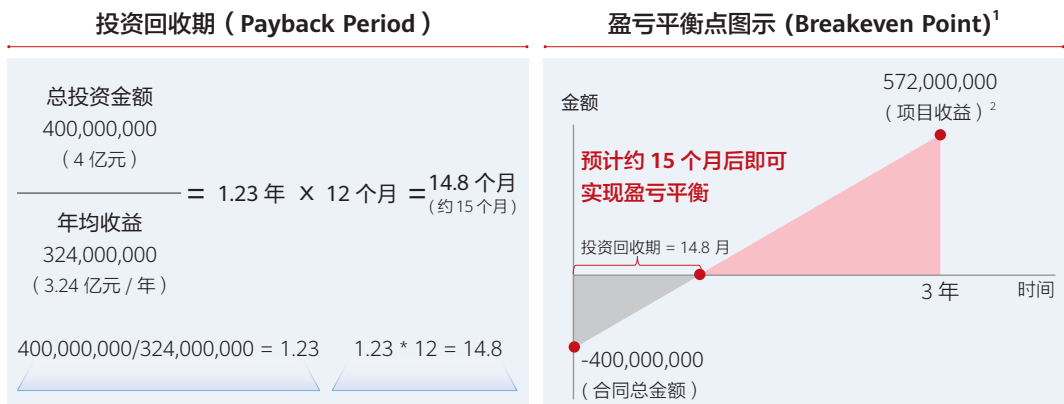 投资回收期（Payback Period）
总投资金额
400,000,000
（4 亿元）
年均收益
324,000,000
（3.24 亿元 / 年）
= 1.23 年 X 12 个月 = 14.8 个月
（约 15 个月）
400,000,000/324,000,000 = 1.23
1.23 * 12 = 14.8
盈亏平衡点图示 (Breakeven Point)¹
金额
572,000,000
（项目收益）²
预计约 15 个月后即可
实现盈亏平衡
投资回收期 = 14.8 月
3 年
时间
-400,000,000
（合同总金额）